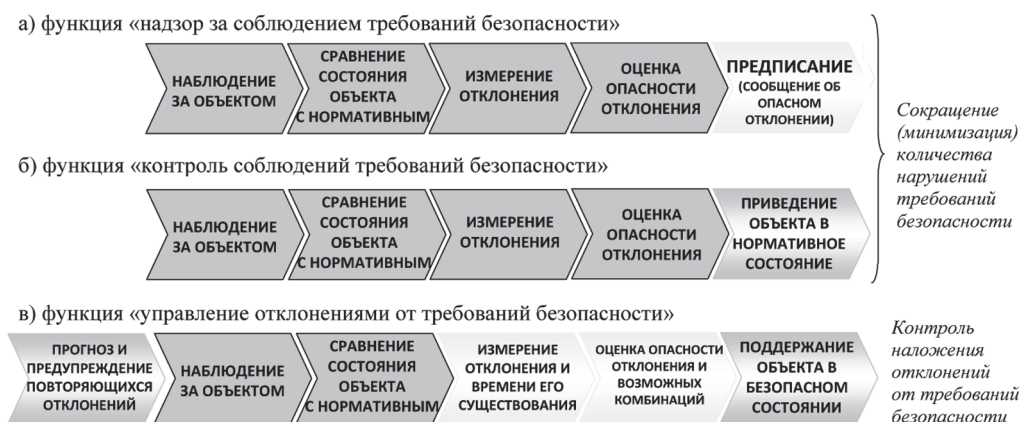 а) функция «надзор за соблюдением требований безопасности»
НАБЛЮДЕНИЕ
ЗА ОБЪЕКТОМ
СРАВНЕНИЕ
СОСТОЯНИЯ
ОБЪЕКТА
С НОРМАТИВНЫМ
ИЗМЕРЕНИЕ
ОТКЛОНЕНИЯ
ОЦЕНКА
ОПАСНОСТИ
ОТКЛОНЕНИЯ
ПРЕДПИСАНИЕ
(СООБЩЕНИЕ ОБ
ОПАСНОМ
ОТКЛОНЕНИИ)
б) функция «контроль соблюдений требований безопасности»
НАБЛЮДЕНИЕ
ЗА ОБЪЕКТОМ
СРАВНЕНИЕ
СОСТОЯНИЯ
ОБЪЕКТА
С НОРМАТИВНЫМ
ИЗМЕРЕНИЕ
ОТКЛОНЕНИЯ
ОЦЕНКА
ОПАСНОСТИ
ОТКЛОНЕНИЯ
ПРИВЕДЕНИЕ
ОБЪЕКТА В
НОРМАТИВНОЕ
СОСТОЯНИЕ
Сокращение
(минимизация)
количества
нарушений
требований
безопасности
в) функция «управление отклонениями от требований безопасности»
ПРОГНОЗ И
ПРЕДУПРЕЖДЕНИЕ
ПОВТОРЯЮЩИХСЯ
ОТКЛОНЕНИЙ
НАБЛЮДЕНИЕ
ЗА ОБЪЕКТОМ
СРАВНЕНИЕ
СОСТОЯНИЯ
ОБЪЕКТА
С НОРМАТИВНЫМ
ИЗМЕРЕНИЕ
ОТКЛОНЕНИЯ И
ВРЕМЕНИ ЕГО
СУЩЕСТВОВАНИЯ
ОЦЕНКА ОПАСНОСТИ
ОТКЛОНЕНИЯ И
ВОЗМОЖНЫХ
КОМБИНАЦИЙ
ПОДДЕРЖАНИЕ
ОБЪЕКТА В
БЕЗОПАСНОМ
СОСТОЯНИИ
Контроль
наложения
отклонений
от требований
безопасности